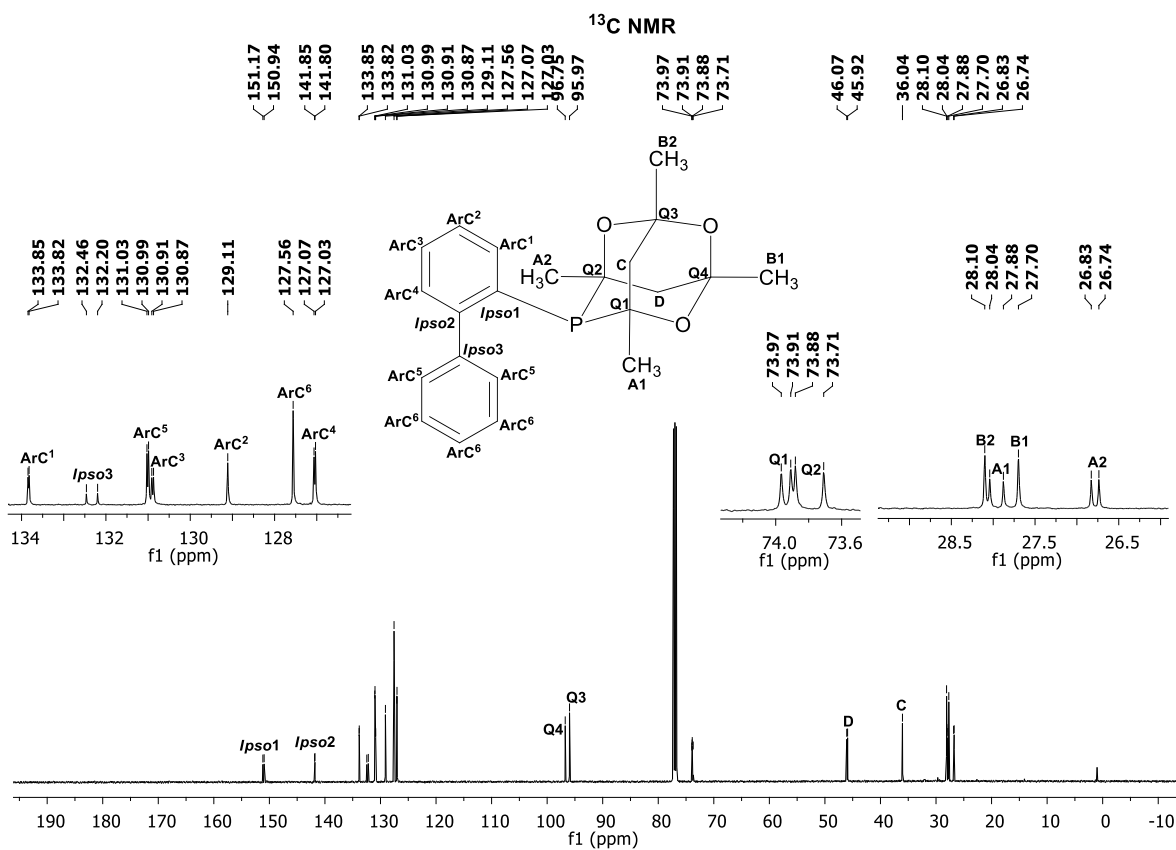 ¹³C NMR
151.17
150.94
141.85
141.80
133.85
133.82
131.03
130.99
130.91
130.87
129.11
127.56
127.07
127.03
96.75
95.97
73.97
73.91
73.88
73.71
46.07
45.92
36.04
28.10
28.04
27.88
27.70
26.83
26.74
B2
CH₃
Q3
O
O
ArC²
ArC³
ArC¹
A2
H₃C
Q2
C
Q4
B1
CH₃
ArC⁴
D
Q1
Ipso1
P
O
Ipso2
Ipso3
CH₃
A1
ArC⁵
ArC⁵
ArC⁶
ArC⁶
ArC⁶
133.85
133.82
132.46
132.20
131.03
130.99
130.91
130.87
129.11
127.56
127.07
127.03
ArC¹
Ipso3
ArC⁵
ArC³
ArC²
ArC⁶
ArC⁴
134 132 130 128
f1 (ppm)
73.97
73.91
73.88
73.71
Q1
Q2
74.0 73.6
f1 (ppm)
28.10
28.04
27.88
27.70
26.83
26.74
B2
A1
B1
A2
28.5 27.5 26.5
f1 (ppm)
Ipso1
Ipso2
Q4
Q3
D
C
190 180 170 160 150 140 130 120 110 100 90 80 70 60 50 40 30 20 10 0 -10
f1 (ppm)